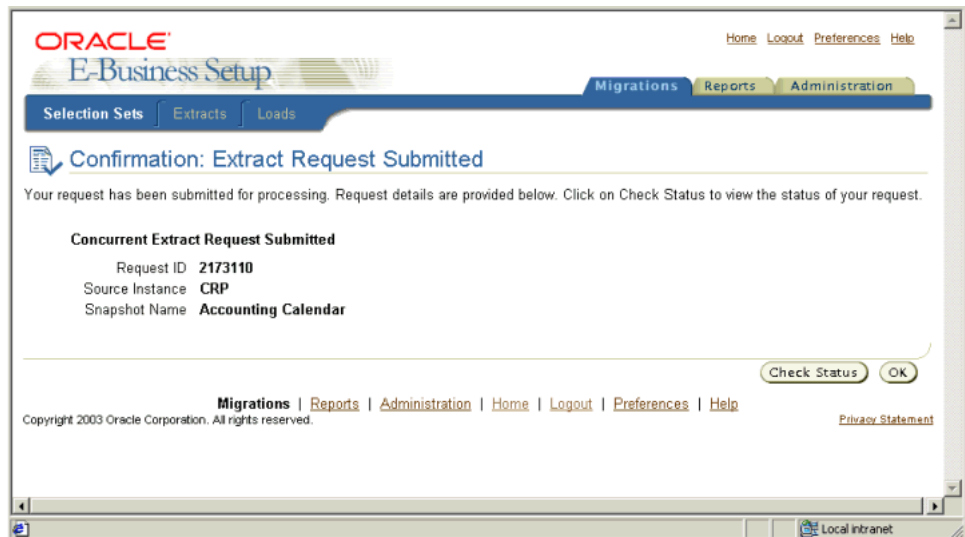 ORACLE
Home Logout Preferences Help
E-Business Setup
Migrations Reports Administration
Selection Sets Extracts Loads
Confirmation: Extract Request Submitted
Your request has been submitted for processing. Request details are provided below. Click on Check Status to view the status of your request.
Concurrent Extract Request Submitted
Request ID 2173110
Source Instance CRP
Snapshot Name Accounting Calendar
Check Status OK
Migrations | Reports | Administration | Home | Logout | Preferences | Help
Copyright 2003 Oracle Corporation. All rights reserved. Privacy Statement
Local intranet